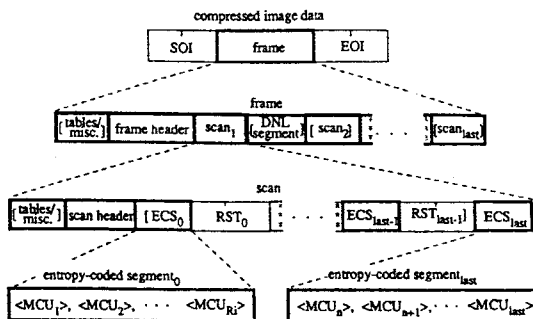 compressed image data
SOI frame EOI
frame
[tables/misc.] frame header scan1 [DNL segment] [ scan2] . . . [scanlast]
scan
[tables/misc.] scan header [ ECS0 RST0 . . . ECSlast-1 RSTlast-1] ECSlast
entropy-coded segment0 entropy-coded segmentlast
<MCU1>, <MCU2>, · · · <MCURi> <MCUn>, <MCUn+1>, · · · <MCUlast>